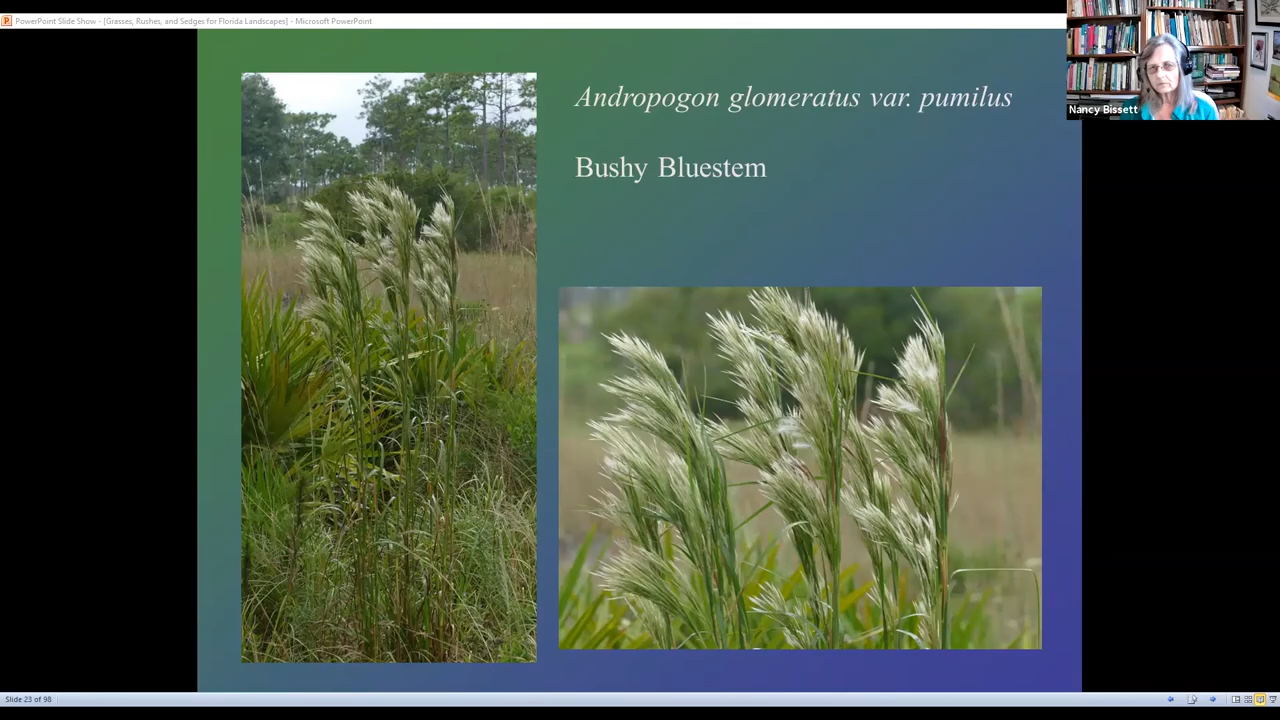 PowerPoint Slide Show - [Grasses, Rushes, and Sedges for Florida Landscapes] - Microsoft PowerPoint
Nancy Bissett
Andropogon glomeratus var. pumilus
Bushy Bluestem
Slide 23 of 98